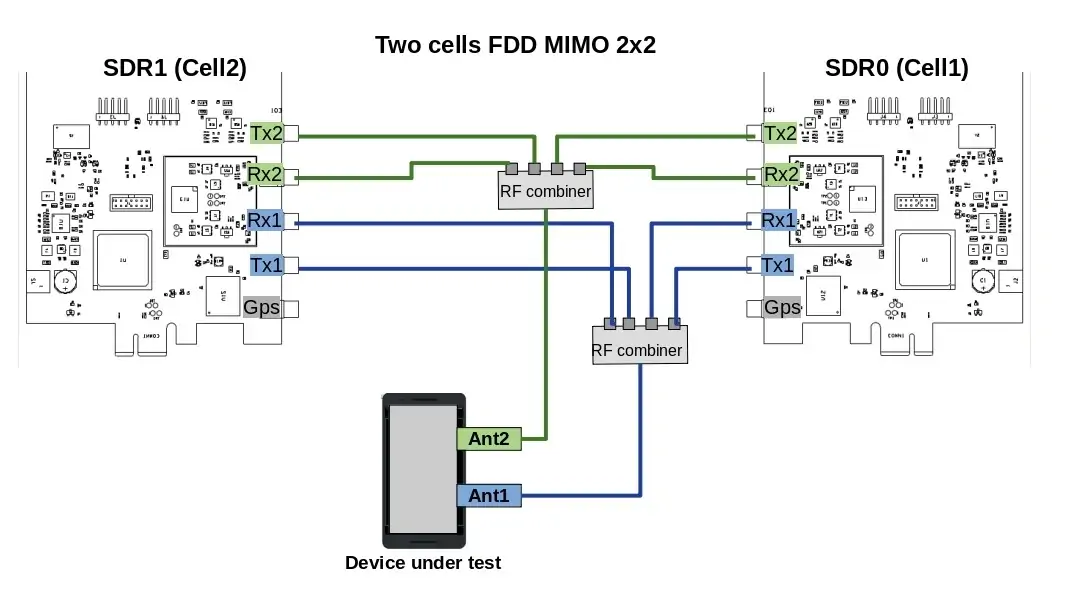 Two cells FDD MIMO 2x2
SDR1 (Cell2)
SDR0 (Cell1)
Tx2
Rx2
Rx1
Tx1
Gps
Tx2
Rx2
Rx1
Tx1
Gps
RF combiner
RF combiner
Ant2
Ant1
Device under test